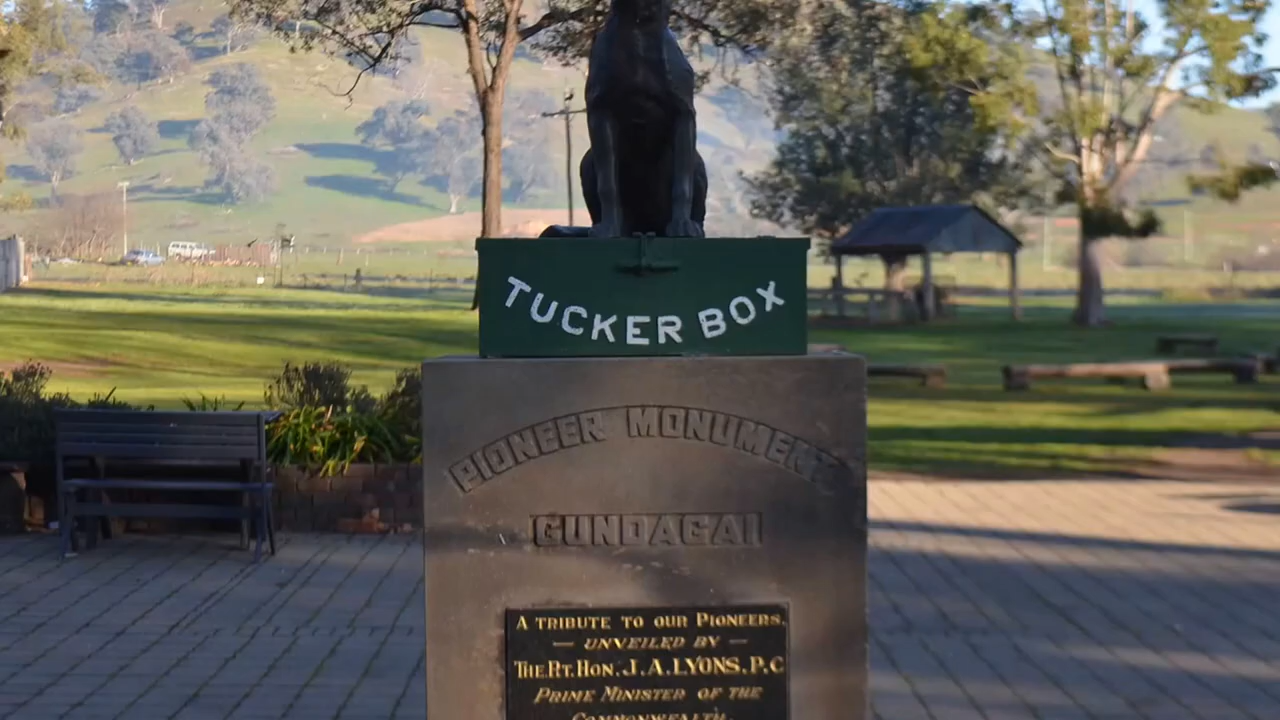 TUCKER BOX
PIONEER MONUMENT
GUNDAGAI
A TRIBUTE TO OUR PIONEERS.
— UNVEILED BY —
THE RT. HON. J. A. LYONS. P.C
PRIME MINISTER OF THE
COMMONWEALTH.